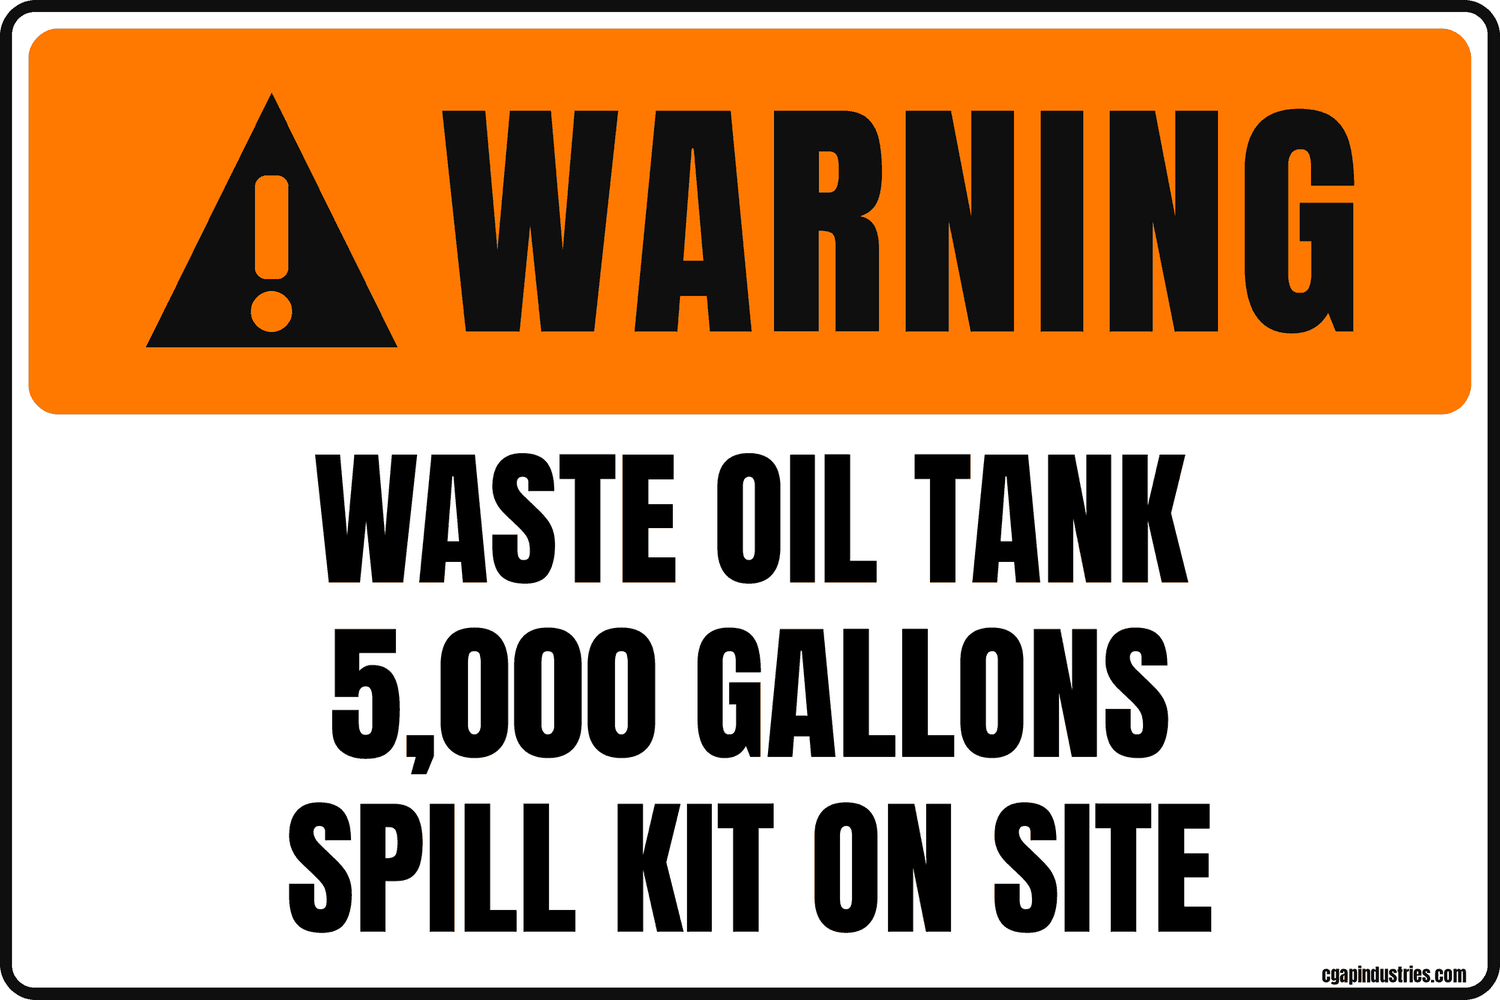 WARNING
WASTE OIL TANK
5,000 GALLONS
SPILL KIT ON SITE
cgapindustries.com